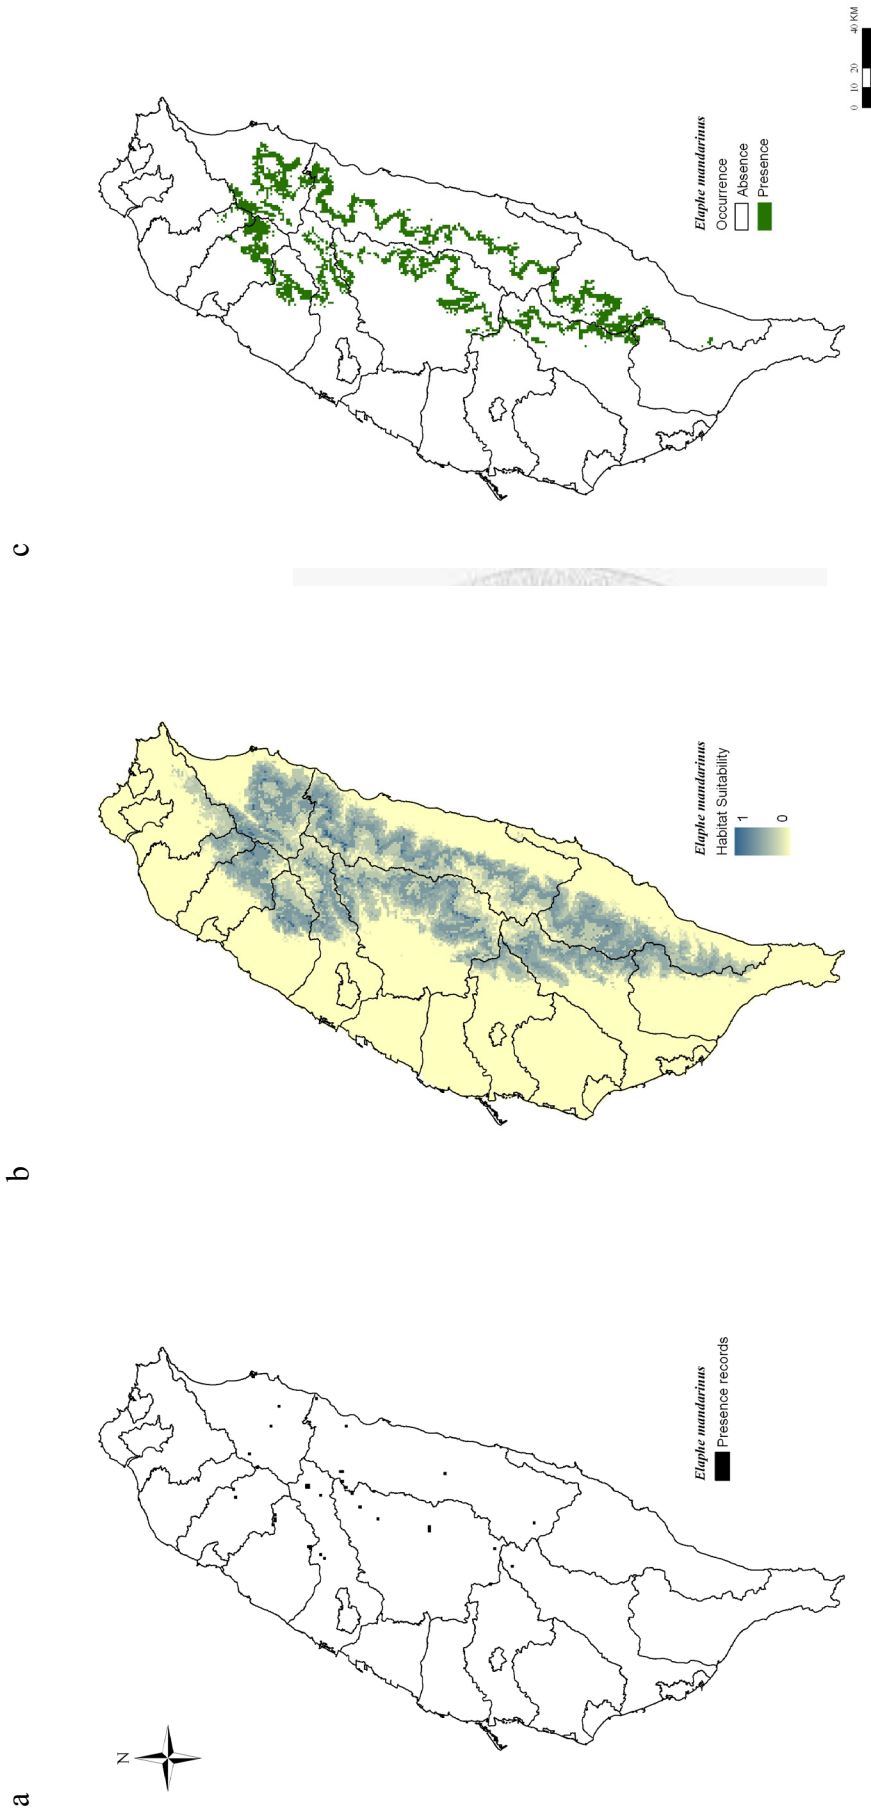 a
N
Elaphe mandarinus
Presence records
b
Elaphe mandarinus
Habitat Suitability
1
0
c
Elaphe mandarinus
Occurrence
Absence
Presence
0 10 20 40 KM